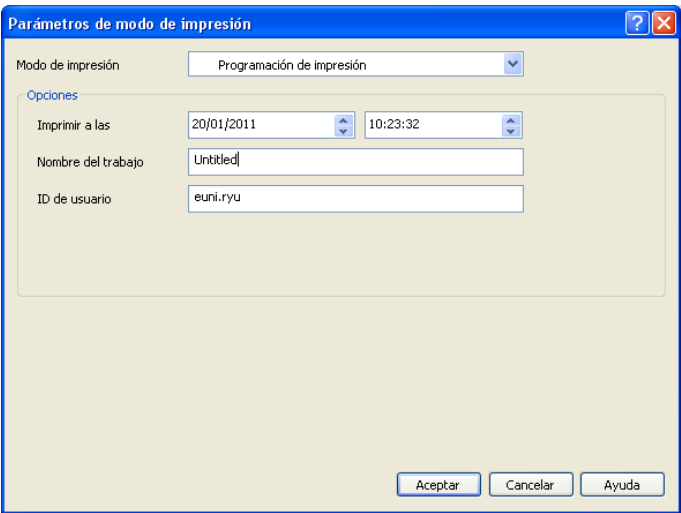 Parámetros de modo de impresión
Modo de impresión Programación de impresión
Opciones
Imprimir a las 20/01/2011 10:23:32
Nombre del trabajo Untitled
ID de usuario euni.ryu
Aceptar Cancelar Ayuda